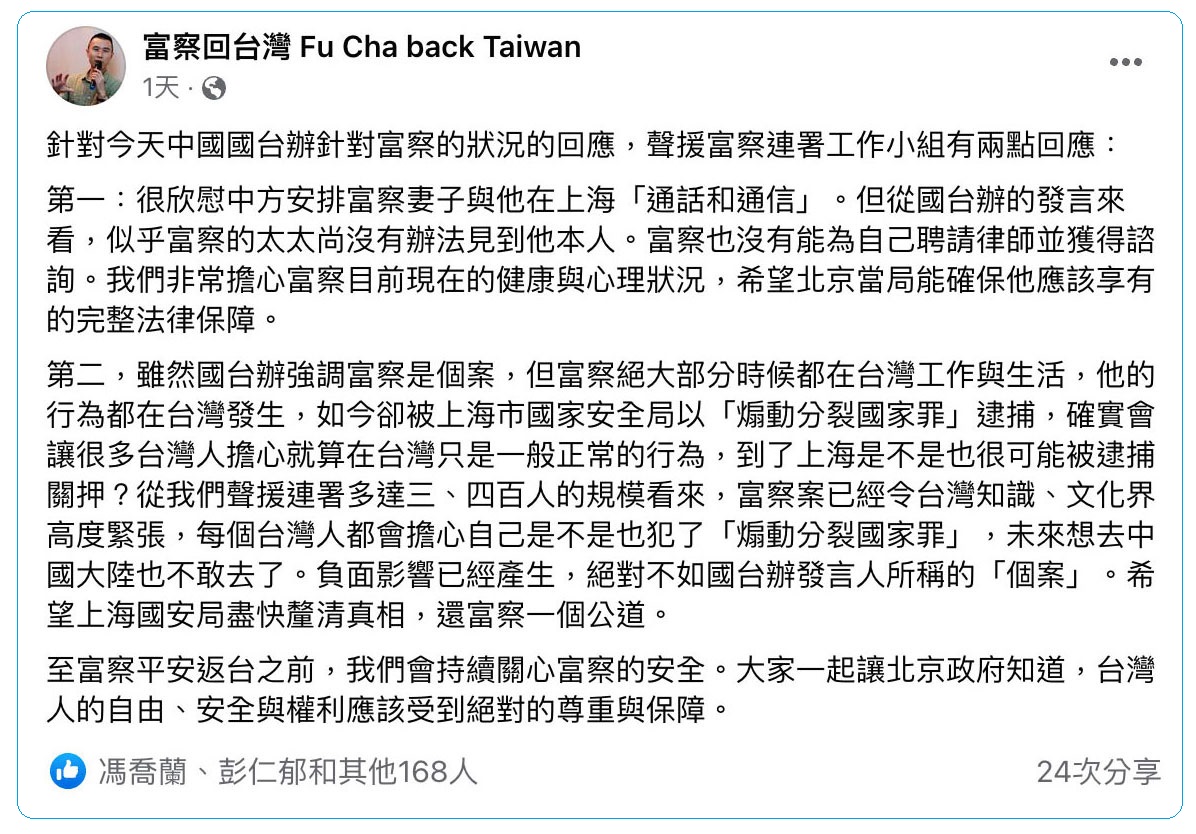 富察回台灣 Fu Cha back Taiwan
1天 ·
針對今天中國國台辦針對富察的狀況的回應，聲援富察連署工作小組有兩點回應：
第一：很欣慰中方安排富察妻子與他在上海「通話和通信」。但從國台辦的發言來
看，似乎富察的太太尚沒有辦法見到他本人。富察也沒有能為自己聘請律師並獲得諮
詢。我們非常擔心富察目前現在的健康與心理狀況，希望北京當局能確保他應該享有
的完整法律保障。
第二，雖然國台辦強調富察是個案，但富察絕大部分時候都在台灣工作與生活，他的
行為都在台灣發生，如今卻被上海市國家安全局以「煽動分裂國家罪」逮捕，確實會
讓很多台灣人擔心就算在台灣只是一般正常的行為，到了上海是不是也很可能被逮捕
關押？從我們聲援連署多達三、四百人的規模看來，富察案已經令台灣知識、文化界
高度緊張，每個台灣人都會擔心自己是不是也犯了「煽動分裂國家罪」，未來想去中
國大陸也不敢去了。負面影響已經產生，絕對不如國台辦發言人所稱的「個案」。希
望上海國安局盡快釐清真相，還富察一個公道。
至富察平安返台之前，我們會持續關心富察的安全。大家一起讓北京政府知道，台灣
人的自由、安全與權利應該受到絕對的尊重與保障。
馮喬蘭、彭仁郁和其他168人
24次分享